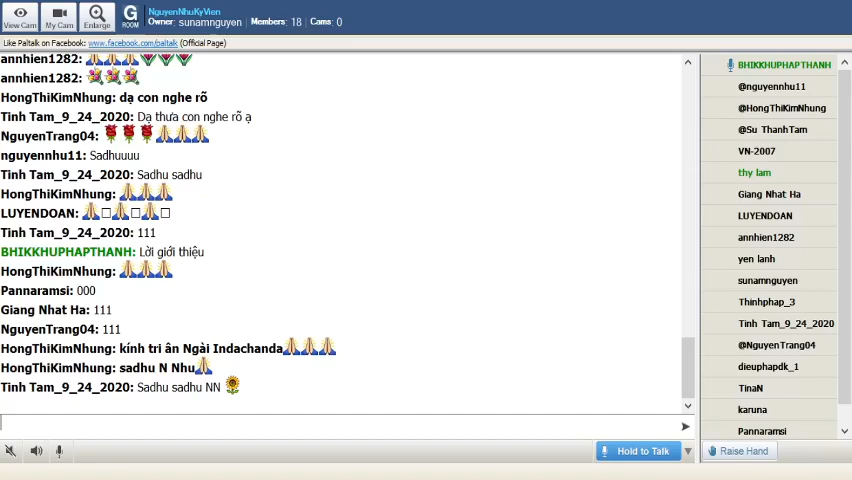 View Cam
My Cam
Enlarge
G
ROOM
NguyenNhuKyVien
Owner: sunamnguyen Members: 18 Cams: 0
Like Paltalk on Facebook: www.facebook.com/paltalk (Official Page)
annhien1282:
annhien1282:
HongThiKimNhung: dạ con nghe rõ
Tinh Tam_9_24_2020: Dạ thưa con nghe rõ ạ
NguyenTrang04:
nguyennhu11: Sadhuuuu
Tinh Tam_9_24_2020: Sadhu sadhu
HongThiKimNhung:
LUYENDOAN:
Tinh Tam_9_24_2020: 111
BHIKKHUPHAPTHANH: Lời giới thiệu
HongThiKimNhung:
Pannaramsi: 000
Giang Nhat Ha: 111
NguyenTrang04: 111
HongThiKimNhung: kính tri ân Ngài Indachanda
HongThiKimNhung: sadhu N Nhu
Tinh Tam_9_24_2020: Sadhu sadhu NN
Hold to Talk
BHIKKHUPHAPTHANH
@nguyennhu11
@HongThiKimNhung
@Su ThanhTam
VN-2007
thy lam
Giang Nhat Ha
LUYENDOAN
annhien1282
yen lanh
sunamnguyen
Thinhphap_3
Tinh Tam_9_24_2020
@NguyenTrang04
dieuphapdk_1
TinaN
karuna
Pannaramsi
Raise Hand